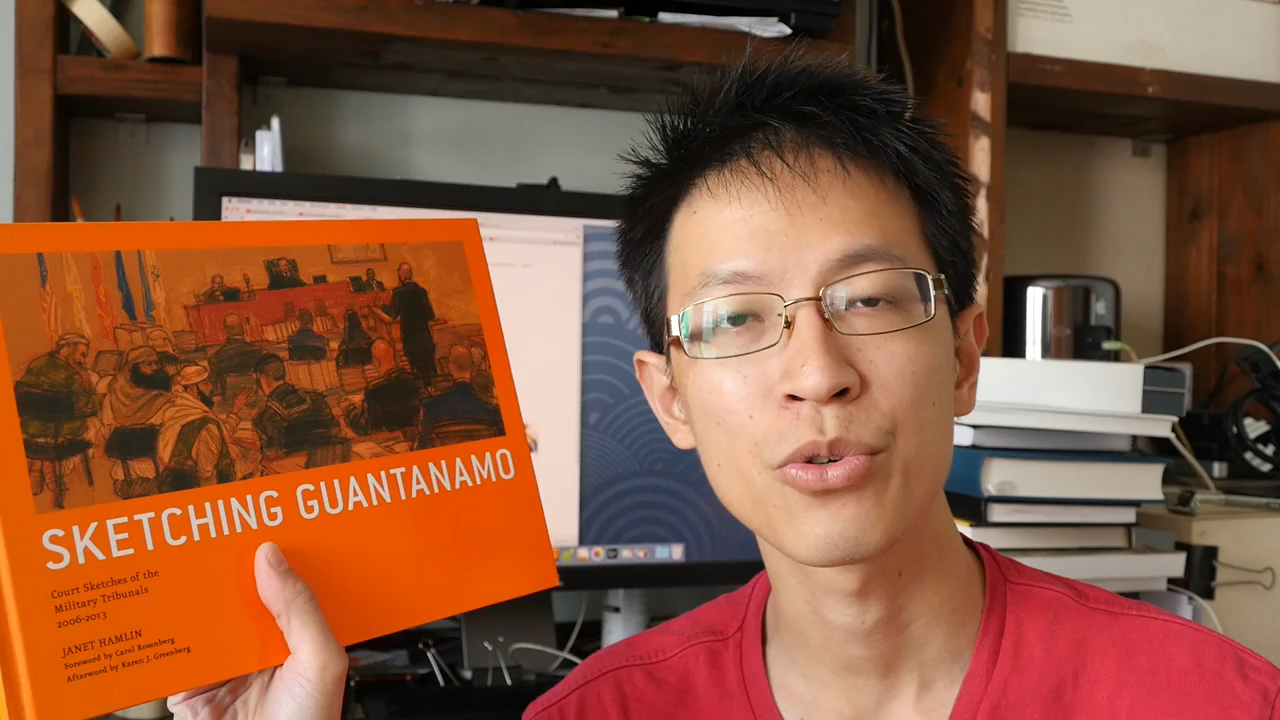 SKETCHING GUANTANAMO
Court Sketches of the
Military Tribunals
2006-2013
JANET HAMLIN
Foreword by Carol Rosenberg
Afterword by Karen J. Greenberg